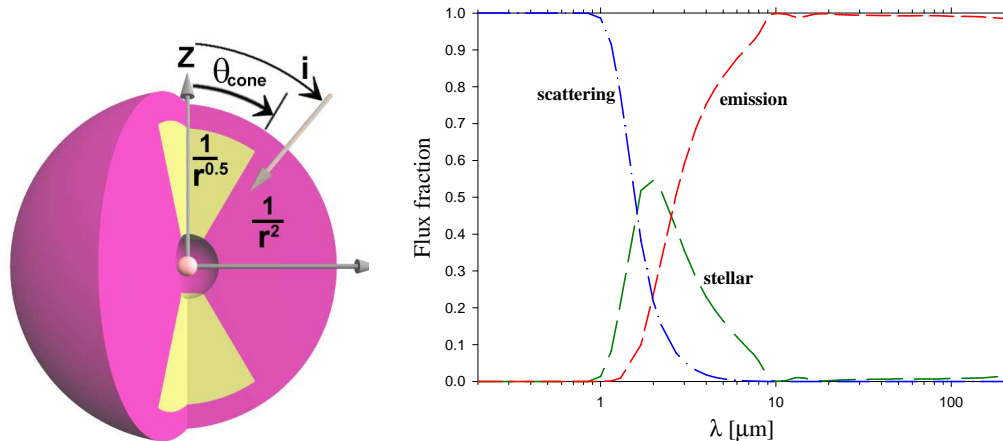 Z
θcone
i
1
r0.5
1
r2
Flux fraction
1.0
0.9
0.8
0.7
0.6
0.5
0.4
0.3
0.2
0.1
0.0
scattering
emission
stellar
1 10 100
λ [μm]